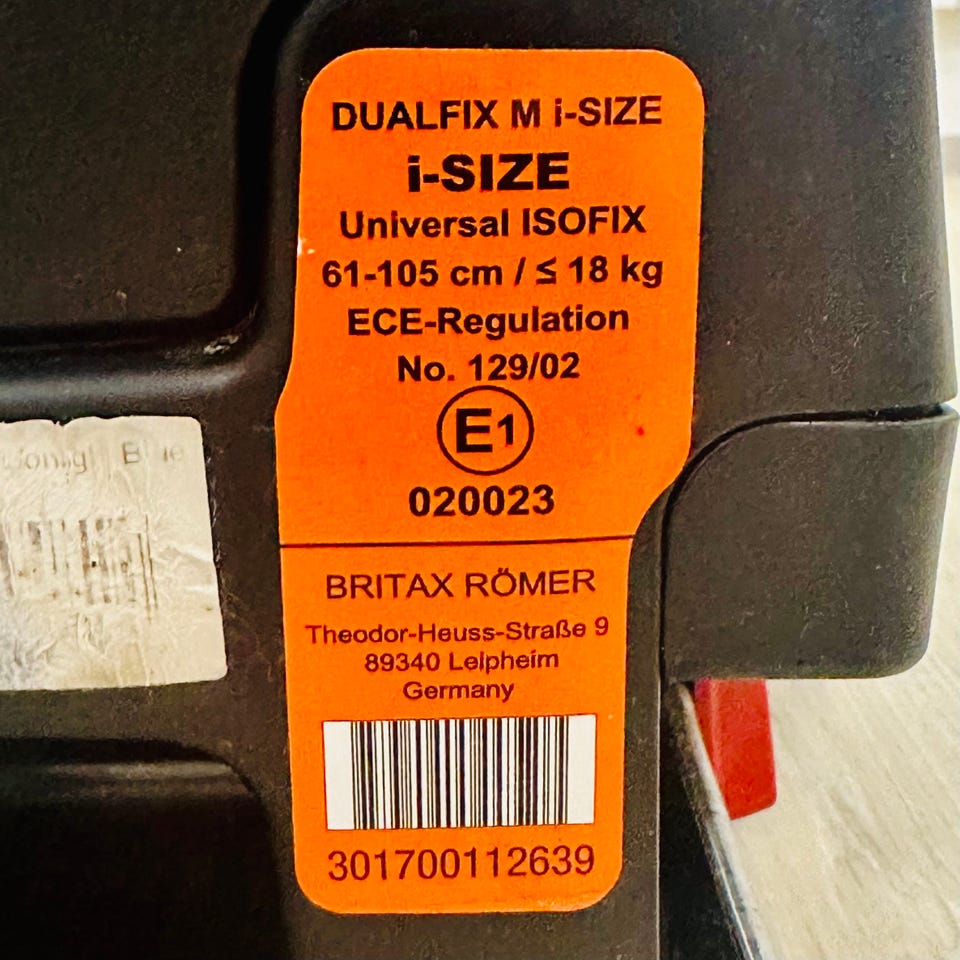 DUALFIX M i-SIZE
i-SIZE
Universal ISOFIX
61-105 cm / ≤ 18 kg
ECE-Regulation
No. 129/02
E1
020023
BRITAX RÖMER
Theodor-Heuss-Straße 9
89340 Leipheim
Germany
301700112639